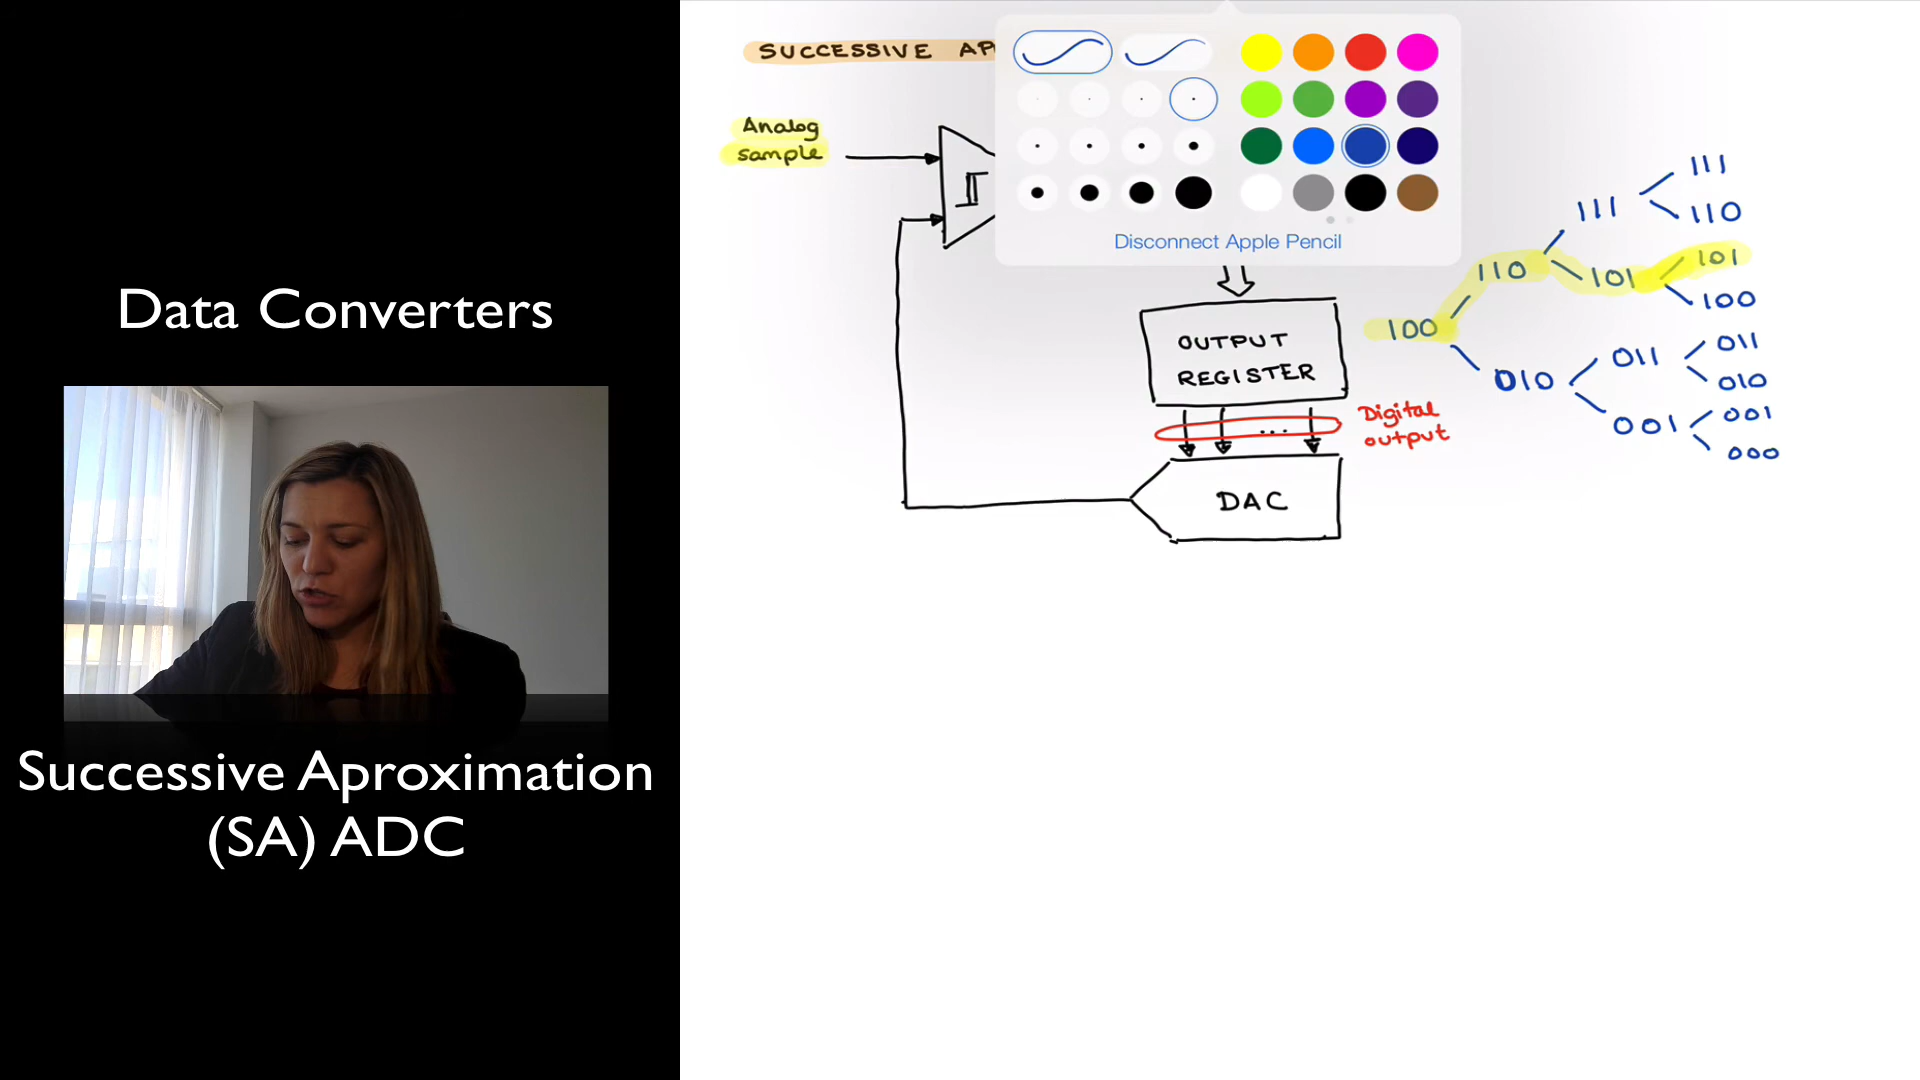 Data Converters
Successive Aproximation
(SA) ADC
SUCCESSIVE AP
Analog
sample
Disconnect Apple Pencil
OUTPUT
REGISTER
Digital
output
...
DAC
100
110
010
111
101
011
001
111
110
101
100
011
010
001
000